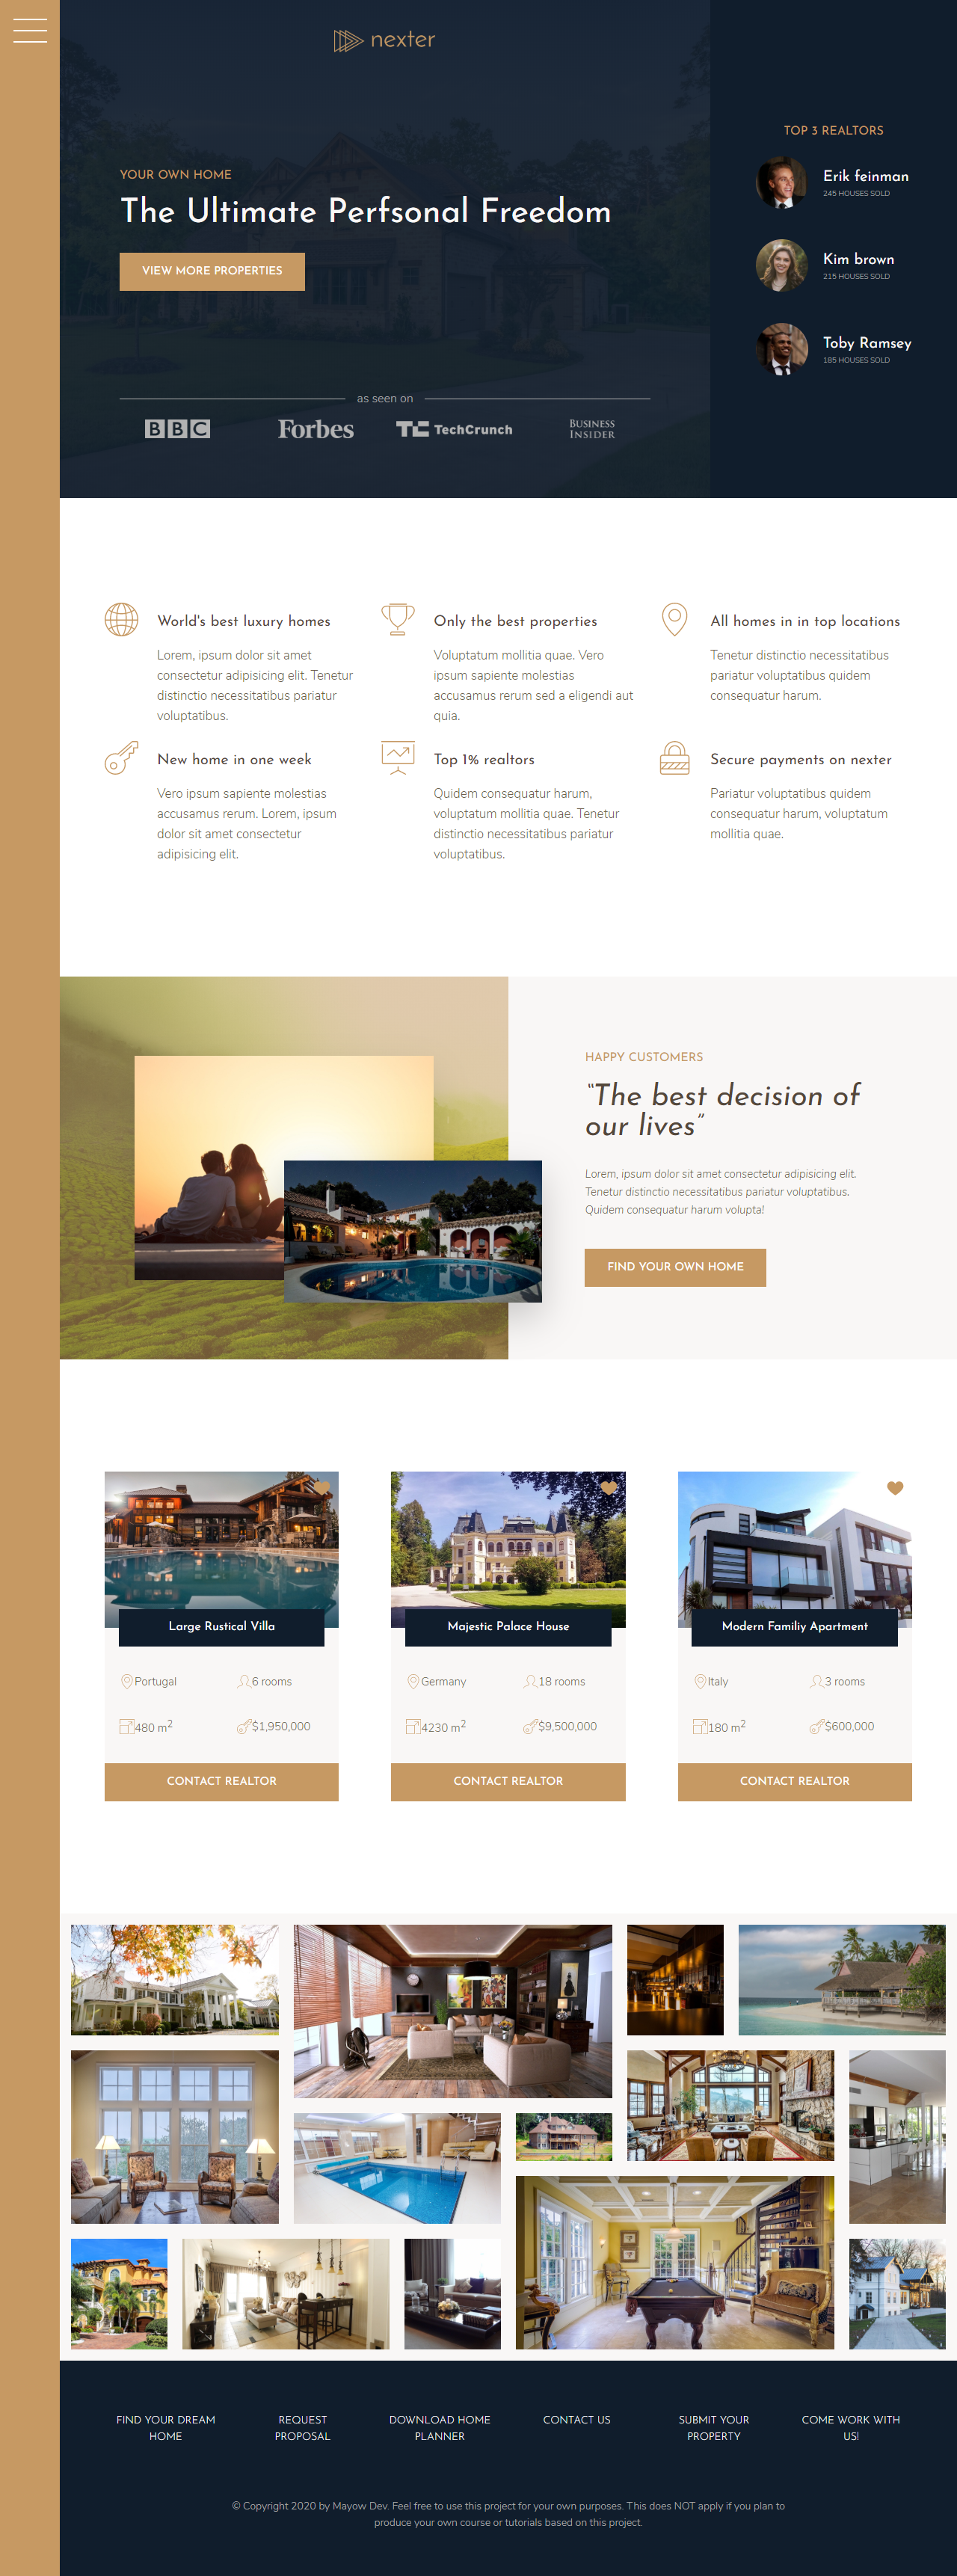 nexter
YOUR OWN HOME
The Ultimate Perfsonal Freedom
VIEW MORE PROPERTIES
as seen on
BBC
Forbes
TC TechCrunch
BUSINESS
INSIDER
TOP 3 REALTORS
Erik feinman
245 HOUSES SOLD
Kim brown
215 HOUSES SOLD
Toby Ramsey
185 HOUSES SOLD
World's best luxury homes
Lorem, ipsum dolor sit amet
consectetur adipisicing elit. Tenetur
distinctio necessitatibus pariatur
voluptatibus.
Only the best properties
Voluptatum mollitia quae. Vero
ipsum sapiente molestias
accusamus rerum sed a eligendi aut
quia.
All homes in in top locations
Tenetur distinctio necessitatibus
pariatur voluptatibus quidem
consequatur harum.
New home in one week
Vero ipsum sapiente molestias
accusamus rerum. Lorem, ipsum
dolor sit amet consectetur
adipisicing elit.
Top 1% realtors
Quidem consequatur harum,
voluptatum mollitia quae. Tenetur
distinctio necessitatibus pariatur
voluptatibus.
Secure payments on nexter
Pariatur voluptatibus quidem
consequatur harum, voluptatum
mollitia quae.
HAPPY CUSTOMERS
“The best decision of
our lives”
Lorem, ipsum dolor sit amet consectetur adipisicing elit.
Tenetur distinctio necessitatibus pariatur voluptatibus.
Quidem consequatur harum volupta!
FIND YOUR OWN HOME
Large Rustical Villa
Portugal
6 rooms
480 m²
$1,950,000
CONTACT REALTOR
Majestic Palace House
Germany
18 rooms
4230 m²
$9,500,000
CONTACT REALTOR
Modern Familiy Apartment
Italy
3 rooms
180 m²
$600,000
CONTACT REALTOR
FIND YOUR DREAM
HOME
REQUEST
PROPOSAL
DOWNLOAD HOME
PLANNER
CONTACT US
SUBMIT YOUR
PROPERTY
COME WORK WITH
US!
© Copyright 2020 by Mayow Dev. Feel free to use this project for your own purposes. This does NOT apply if you plan to
produce your own course or tutorials based on this project.